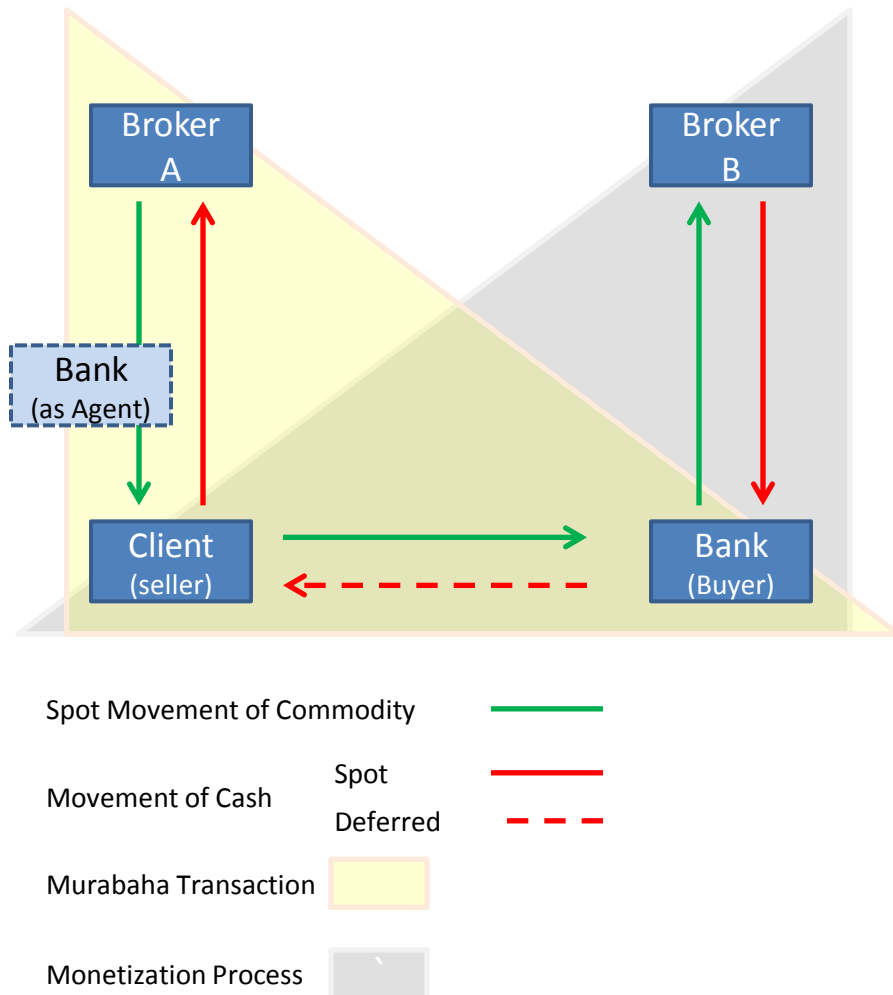 Broker
A
Broker
B
Bank
(as Agent)
Client
(seller)
Bank
(Buyer)
Spot Movement of Commodity
Movement of Cash
Spot
Deferred
Murabaha Transaction
Monetization Process
`